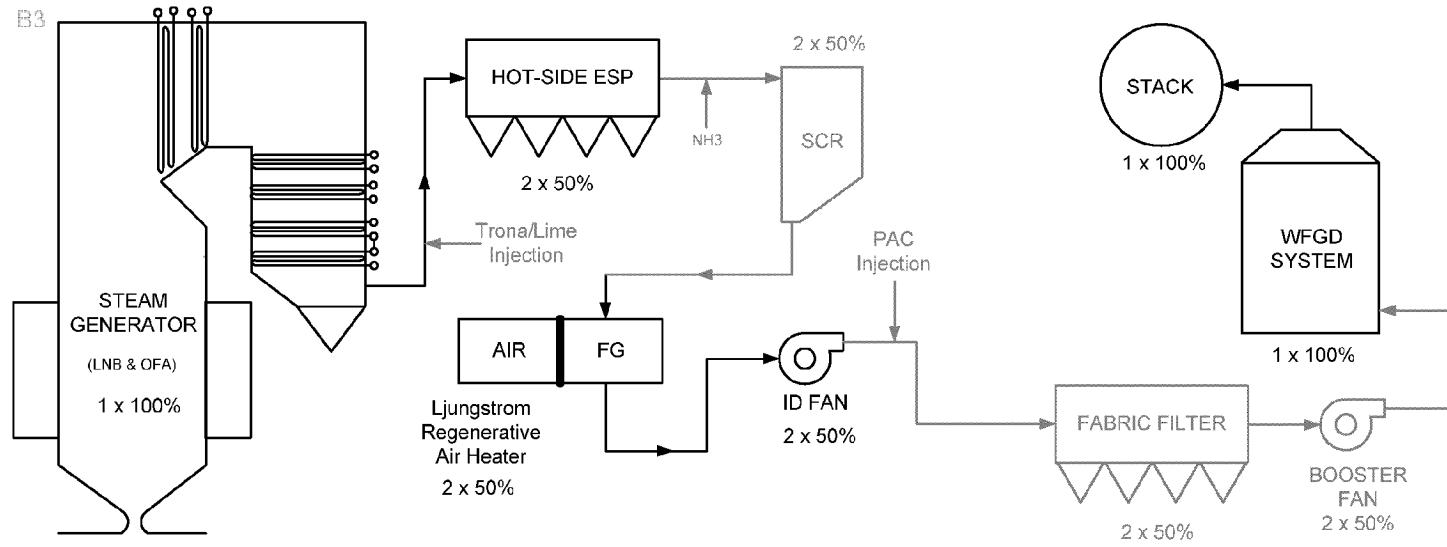 B3
HOT-SIDE ESP
2 x 50%
NH3
2 x 50%
SCR
STACK
1 x 100%
WFGD
SYSTEM
1 x 100%
Trona/Lime
Injection
PAC
Injection
STEAM
GENERATOR
(LNB & OFA)
1 x 100%
AIR
FG
Ljungstrom
Regenerative
Air Heater
2 x 50%
ID FAN
2 x 50%
FABRIC FILTER
2 x 50%
BOOSTER
FAN
2 x 50%